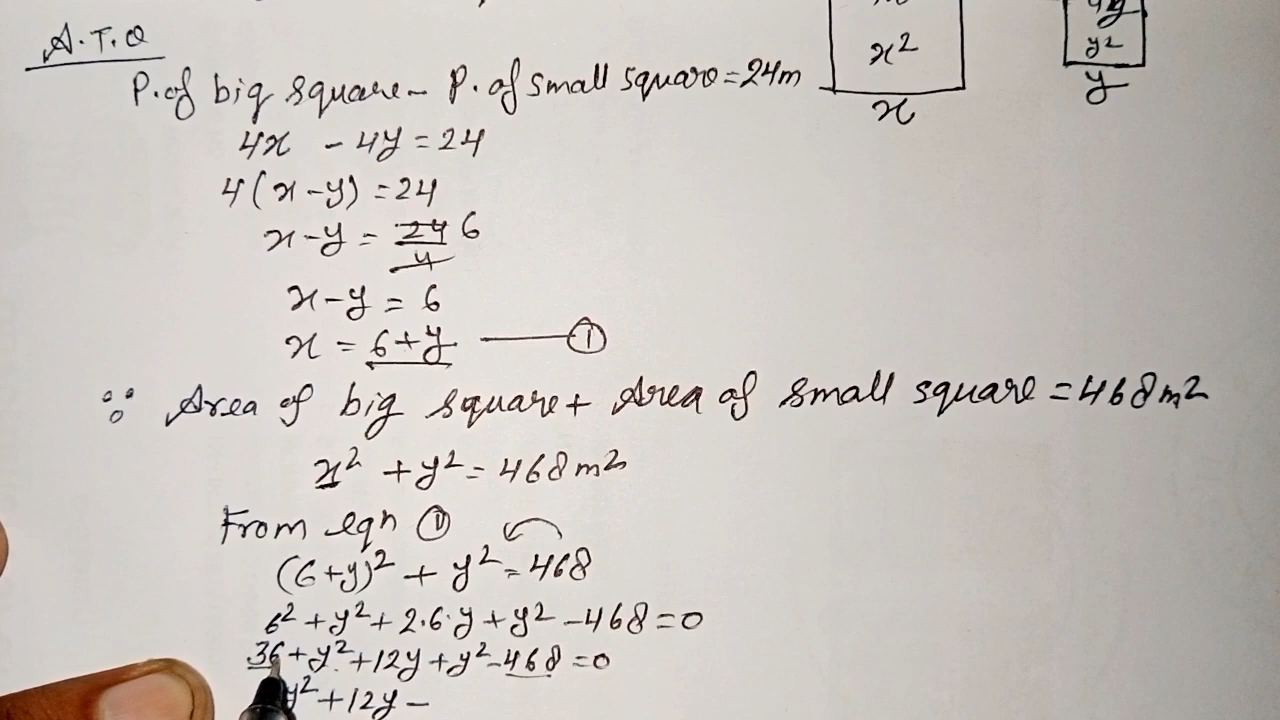 A.T.Q
P. of big square - P. of small square = 24m
x²
x
4y
y²
y
4x - 4y = 24
4(x-y) = 24
x-y = 24/4 6
x-y = 6
x = 6+y ——— ①
∵ Area of big square + Area of small square = 468m²
x² + y² = 468m²
From eqn ①
(6+y)² + y² = 468
6² + y² + 2.6.y + y² - 468 = 0
36 + y² + 12y + y² - 468 = 0
y² + 12y -